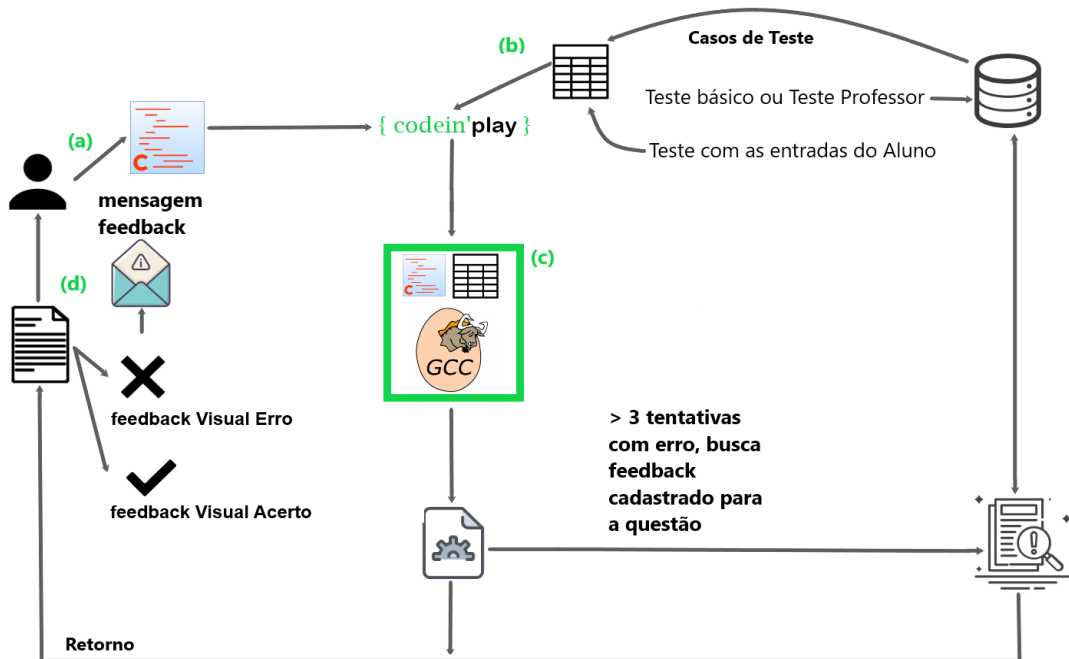 (b)
Casos de Teste
Teste básico ou Teste Professor
{ codein'play }
Teste com as entradas do Aluno
(a)
C
mensagem
feedback
(c)
C
GCC
(d)
feedback Visual Erro
feedback Visual Acerto
> 3 tentativas
com erro, busca
feedback
cadastrado para
a questão
Retorno